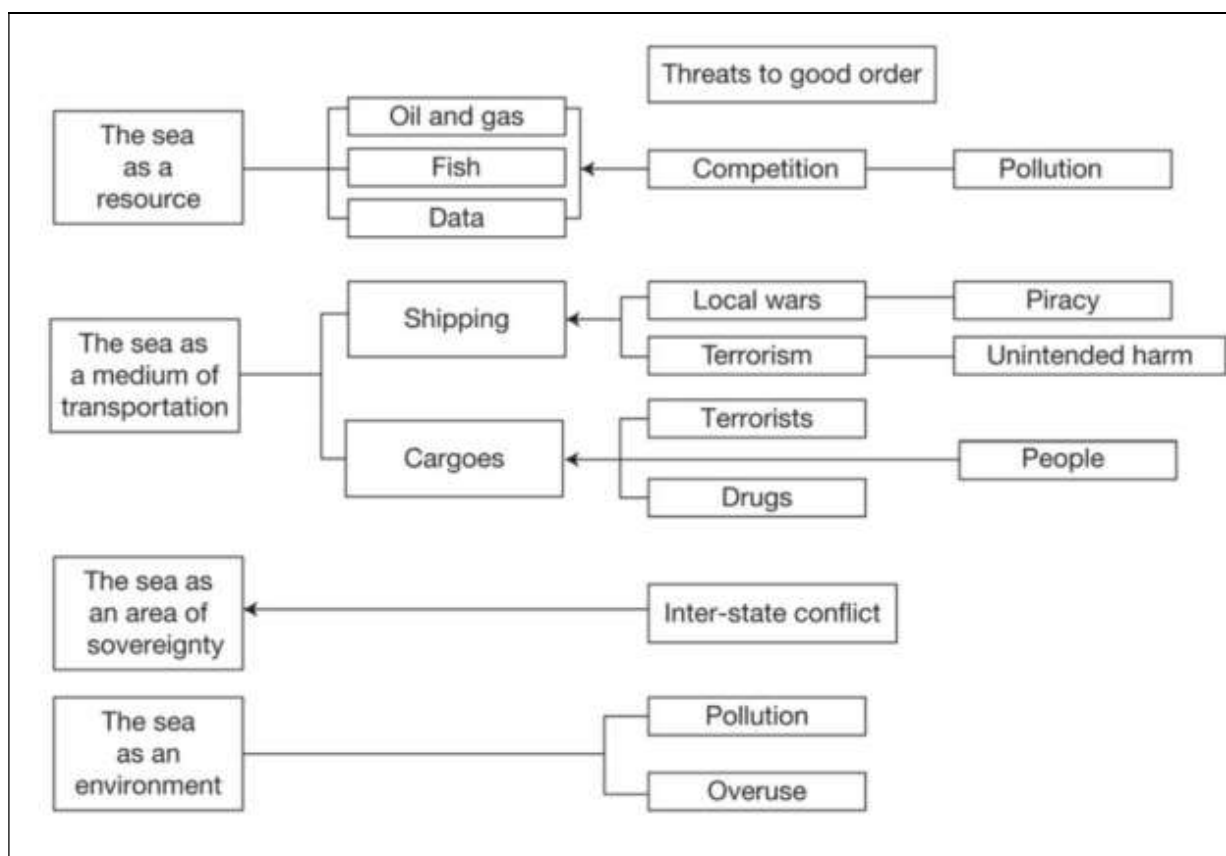 Threats to good order
The sea
as a
resource
Oil and gas
Fish
Data
Competition
Pollution
The sea as
a medium of
transportation
Shipping
Local wars
Piracy
Terrorism
Unintended harm
Cargoes
Terrorists
People
Drugs
The sea as
an area of
sovereignty
Inter-state conflict
The sea
as an
environment
Pollution
Overuse